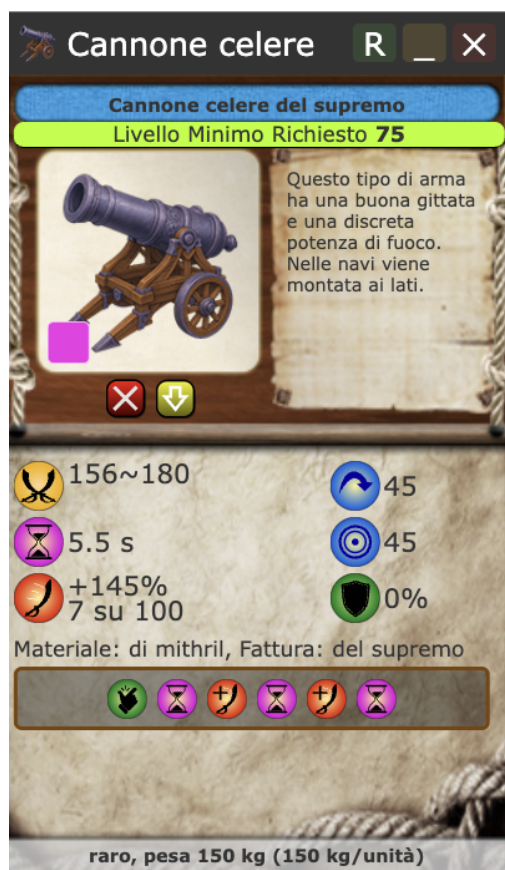 Cannone celere R _ X
Cannone celere del supremo
Livello Minimo Richiesto 75
Questo tipo di arma
ha una buona gittata
e una discreta
potenza di fuoco.
Nelle navi viene
montata ai lati.
156~180
45
5.5 s
45
+145%
7 su 100
0%
Materiale: di mithril, Fattura: del supremo
raro, pesa 150 kg (150 kg/unità)